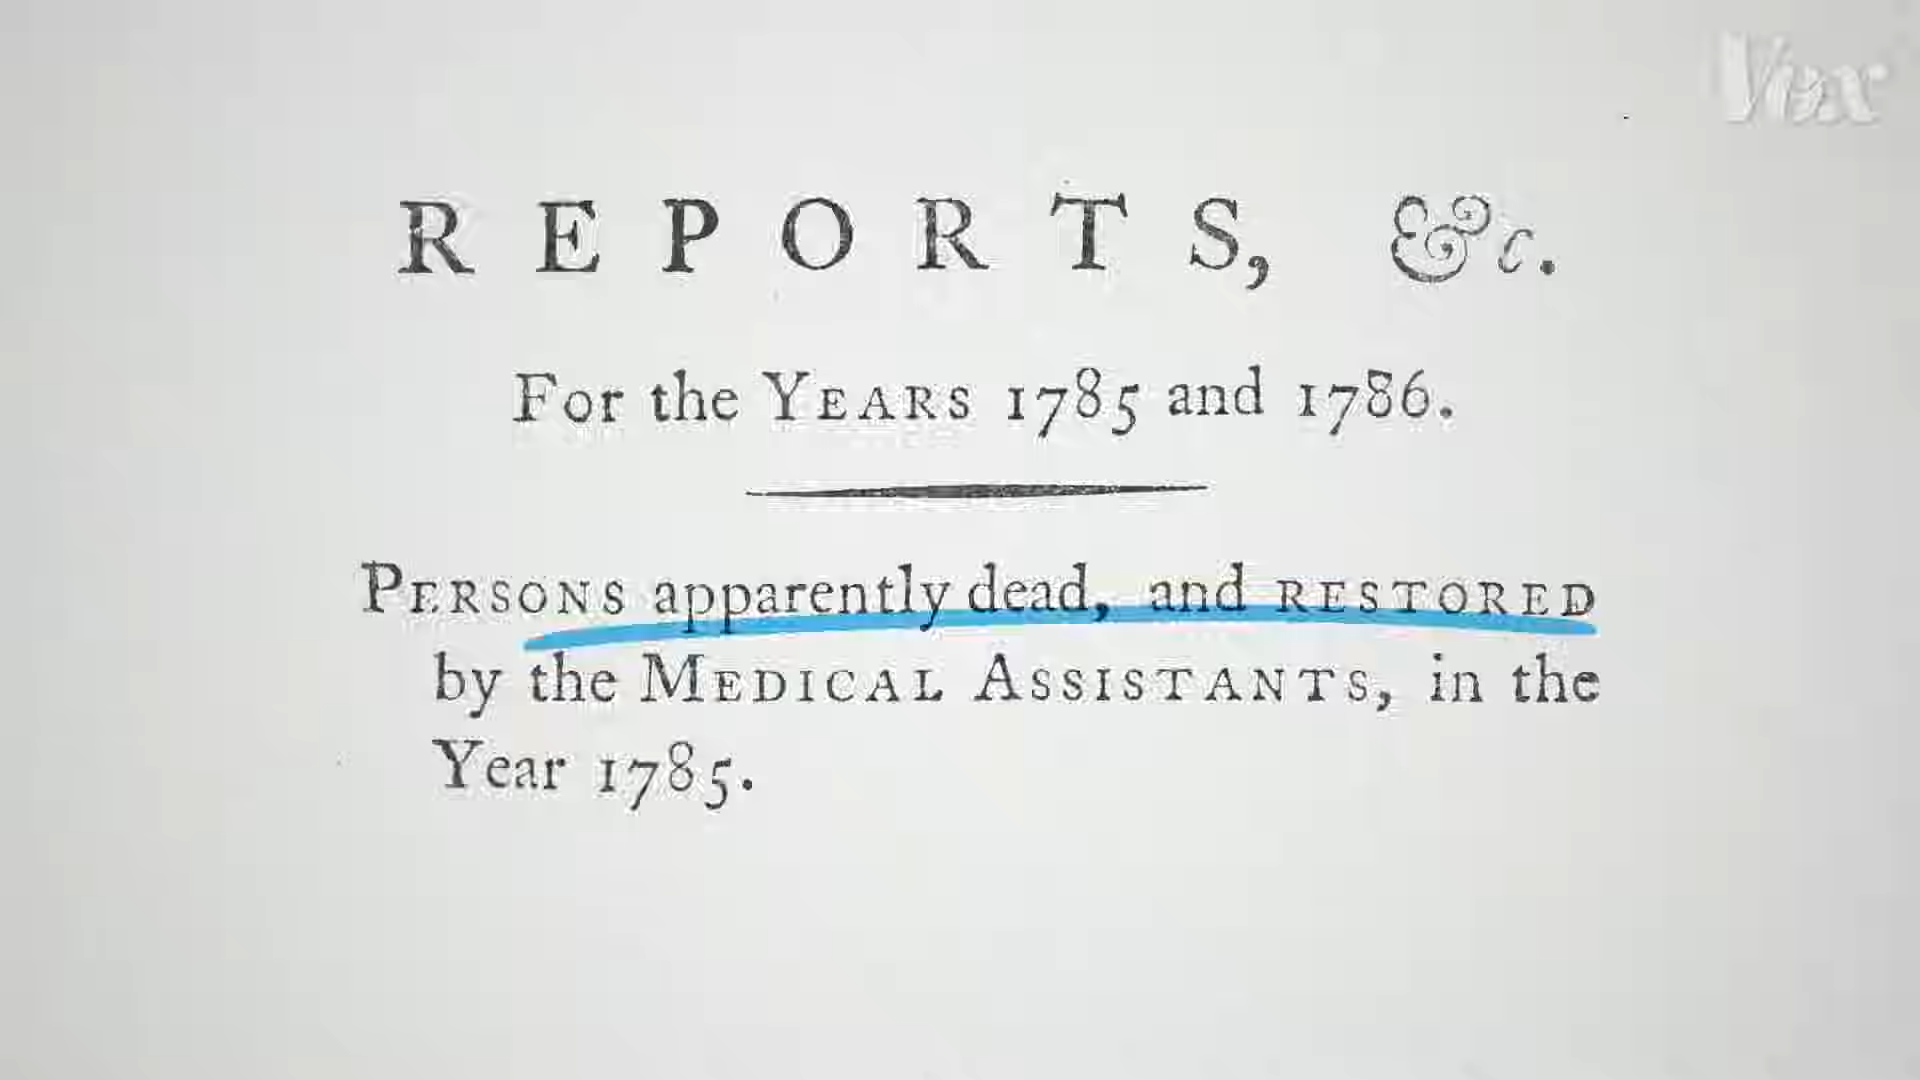 Vox
REPORTS, &c.
For the YEARS 1785 and 1786.
PERSONS apparently dead, and RESTORED
by the MEDICAL ASSISTANTS, in the
Year 1785.